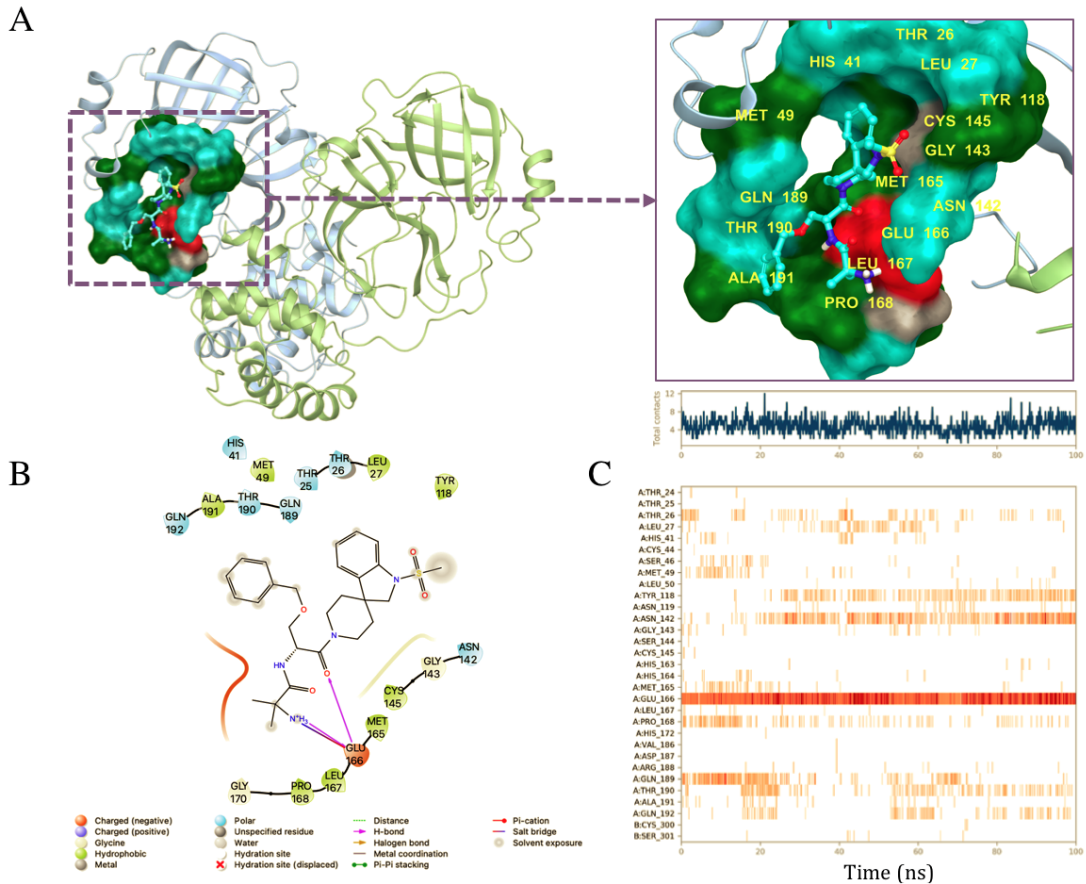 A
THR 26
HIS 41
LEU 27
TYR 118
MET 49
CYS 145
GLY 143
MET 165
GLN 189
ASN 142
THR 190
GLU 166
LEU 167
ALA 191
PRO 168
Total contacts
12
8
4
0 20 40 60 80 100
B
HIS 41
MET 49
THR 25
THR 26
LEU 27
TYR 118
GLN 192
ALA 191
THR 190
GLN 189
O
S
O
N
O
N
O
HN
O
N+H3
ASN 142
GLY 143
CYS 145
MET 165
GLU 166
LEU 167
PRO 168
GLY 170
Charged (negative)
Charged (positive)
Glycine
Hydrophobic
Metal
Polar
Unspecified residue
Water
Hydration site
Hydration site (displaced)
Distance
H-bond
Halogen bond
Metal coordination
Pi-Pi stacking
Pi-cation
Salt bridge
Solvent exposure
C
A:THR_24
A:THR_25
A:THR_26
A:LEU_27
A:HIS_41
A:CYS_44
A:SER_46
A:MET_49
A:LEU_50
A:TYR_118
A:ASN_119
A:ASN_142
A:GLY_143
A:SER_144
A:CYS_145
A:HIS_163
A:HIS_164
A:MET_165
A:GLU_166
A:LEU_167
A:PRO_168
A:HIS_172
A:VAL_186
A:ASP_187
A:ARG_188
A:GLN_189
A:THR_190
A:ALA_191
A:GLN_192
B:CYS_300
B:SER_301
0 20 40 60 80 100
Time (ns)